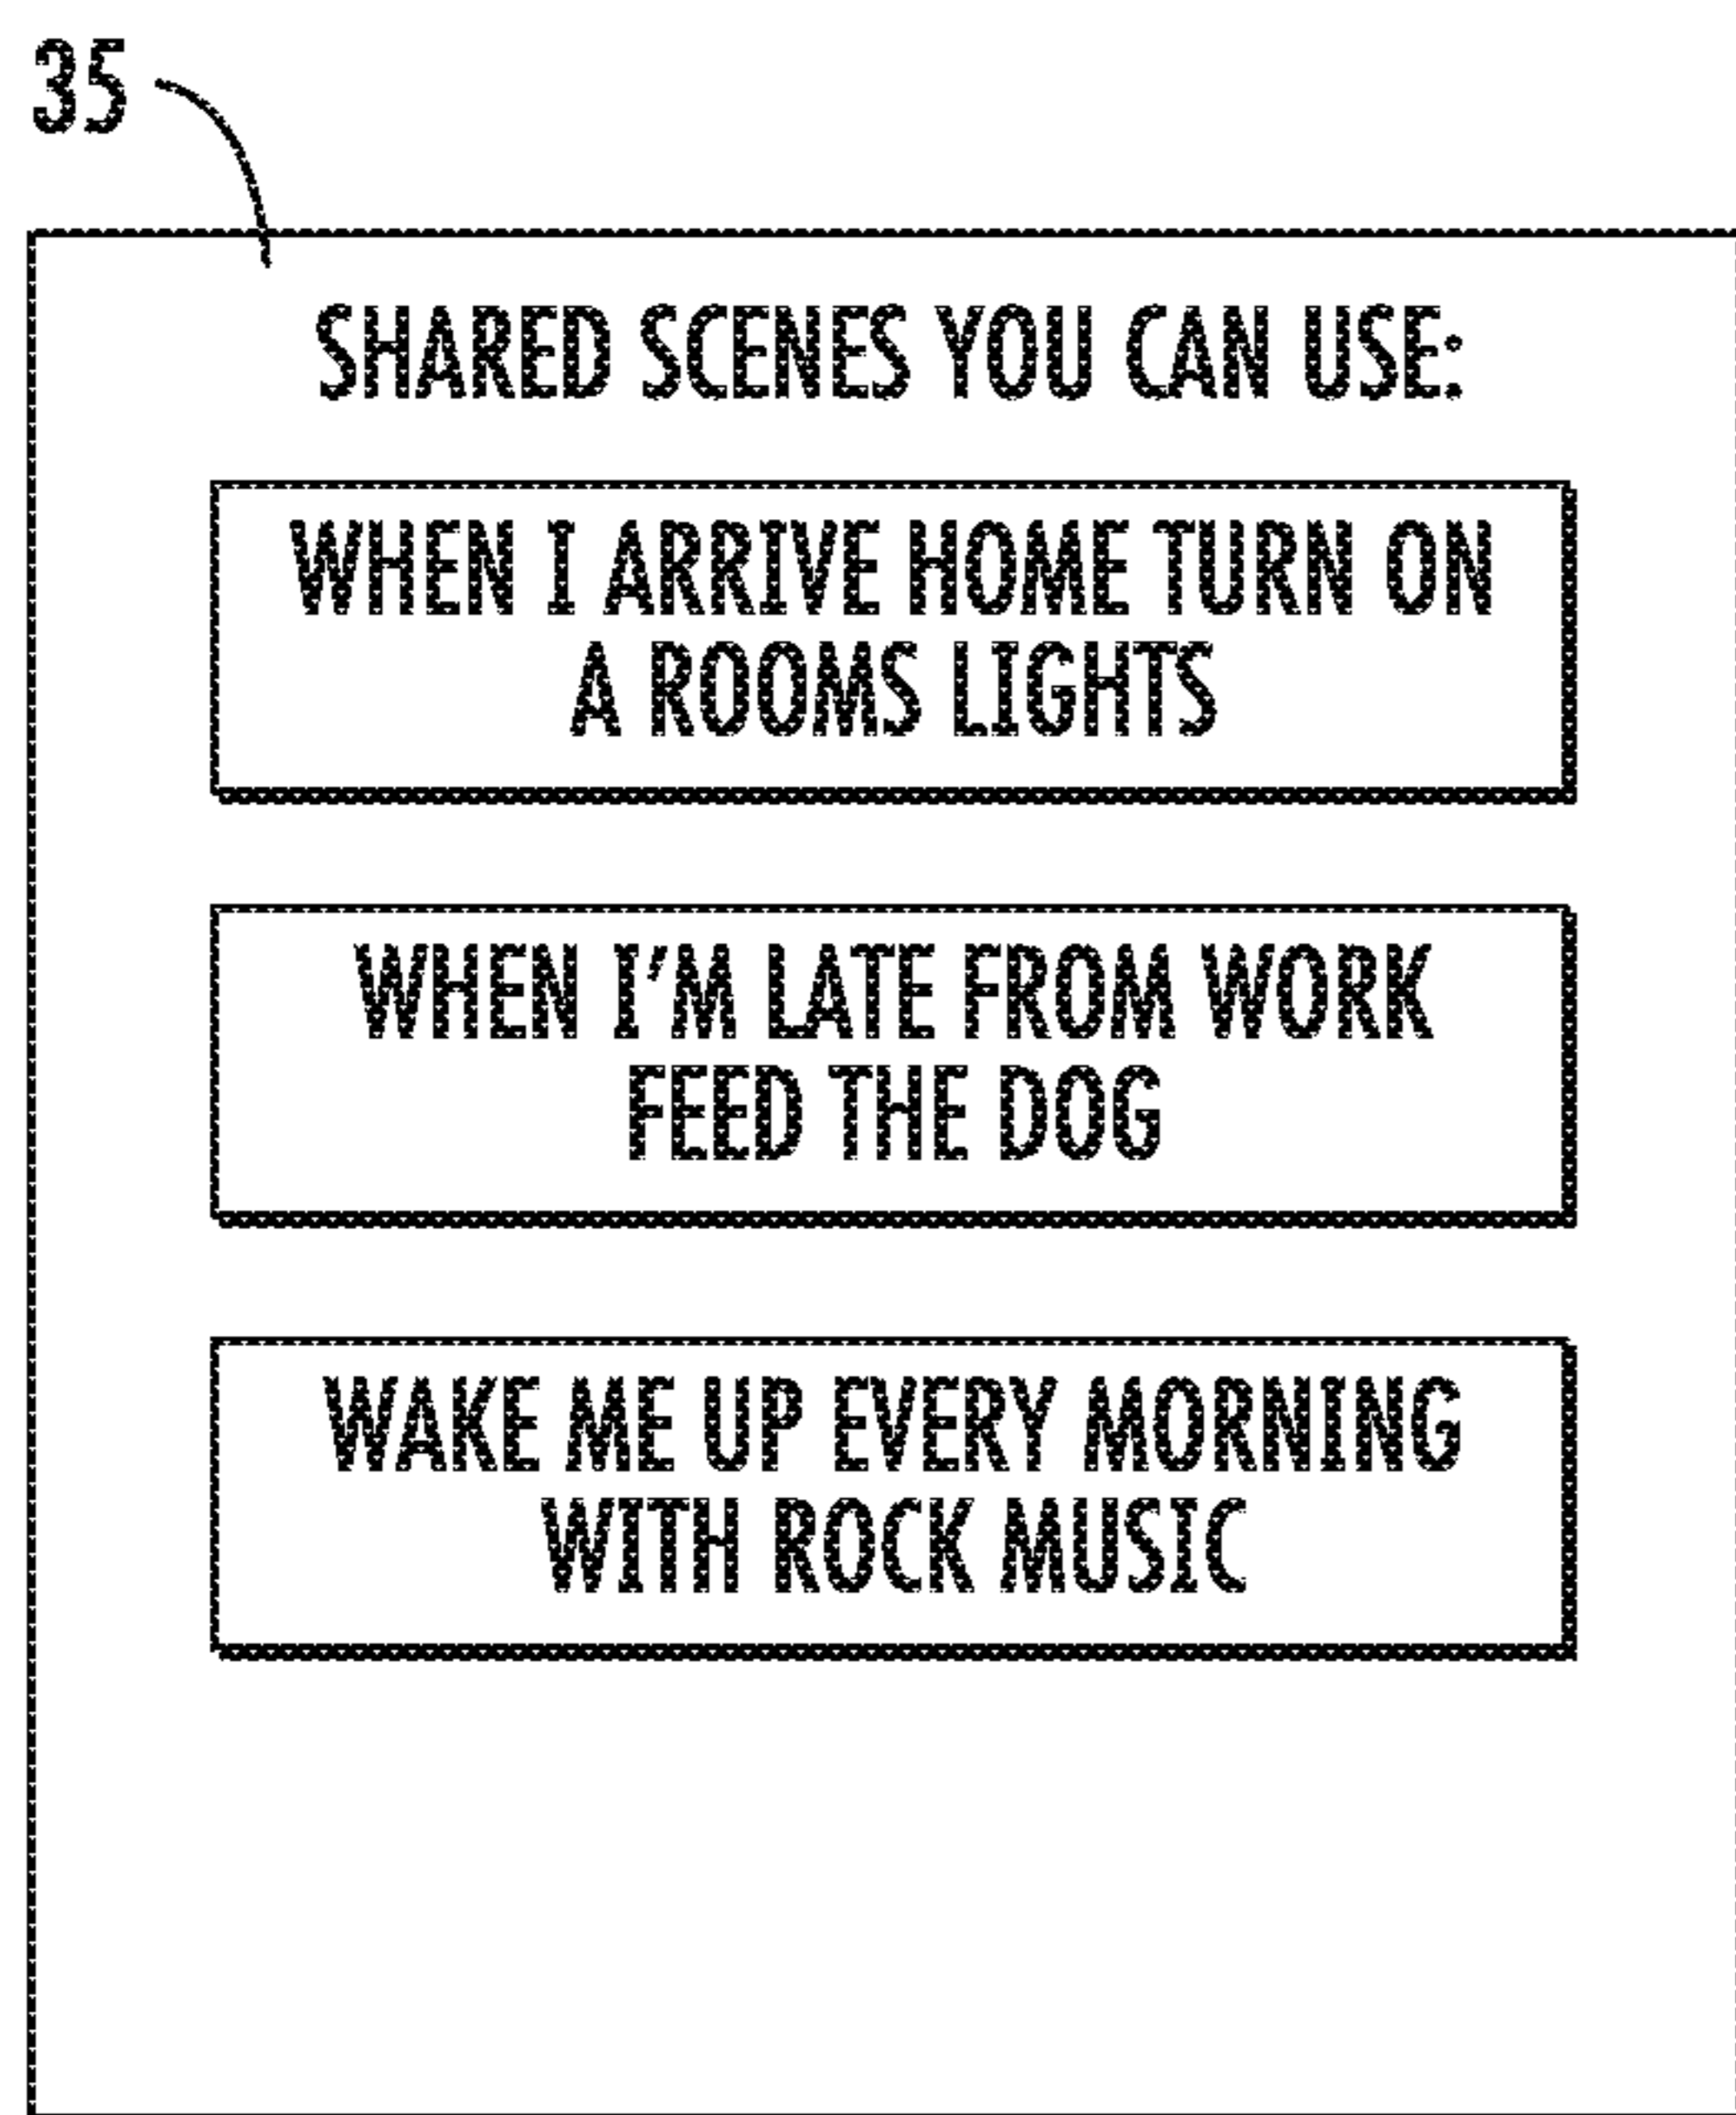 35
SHARED SCENES YOU CAN USE:
WHEN I ARRIVE HOME TURN ON
A ROOMS LIGHTS
WHEN I'M LATE FROM WORK
FEED THE DOG
WAKE ME UP EVERY MORNING
WITH ROCK MUSIC